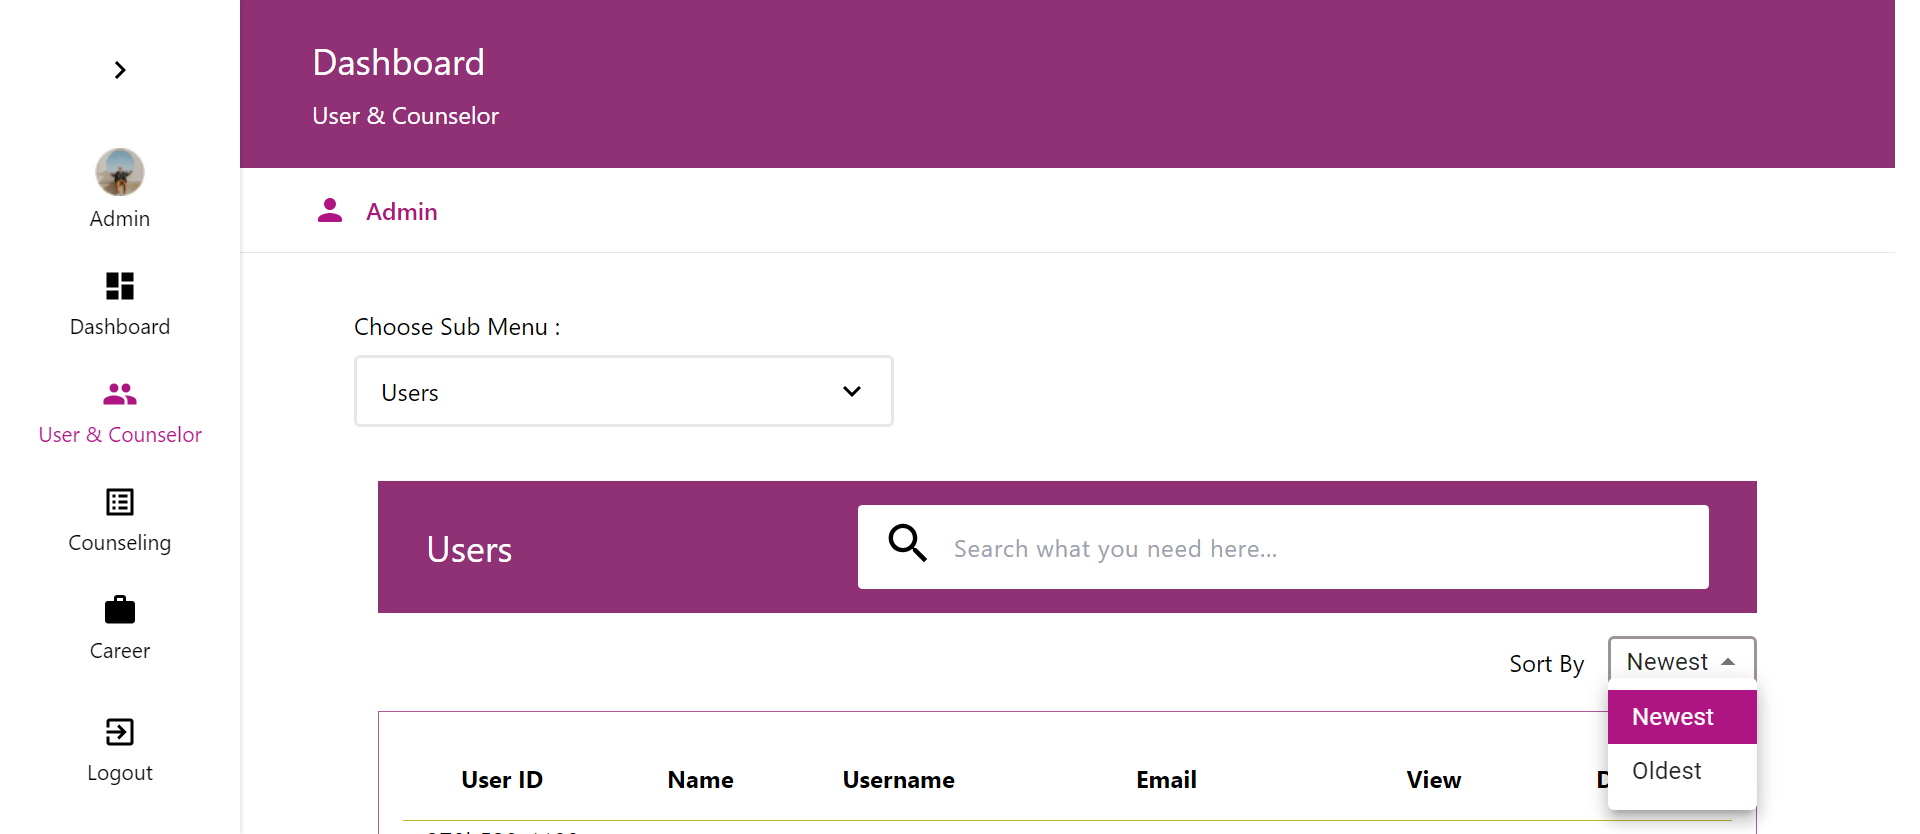 Dashboard
User & Counselor
Admin
Admin
Dashboard
User & Counselor
Counseling
Career
Logout
Choose Sub Menu :
Users
Users
Search what you need here...
Sort By
Newest
Newest
Oldest
User ID Name Username Email View